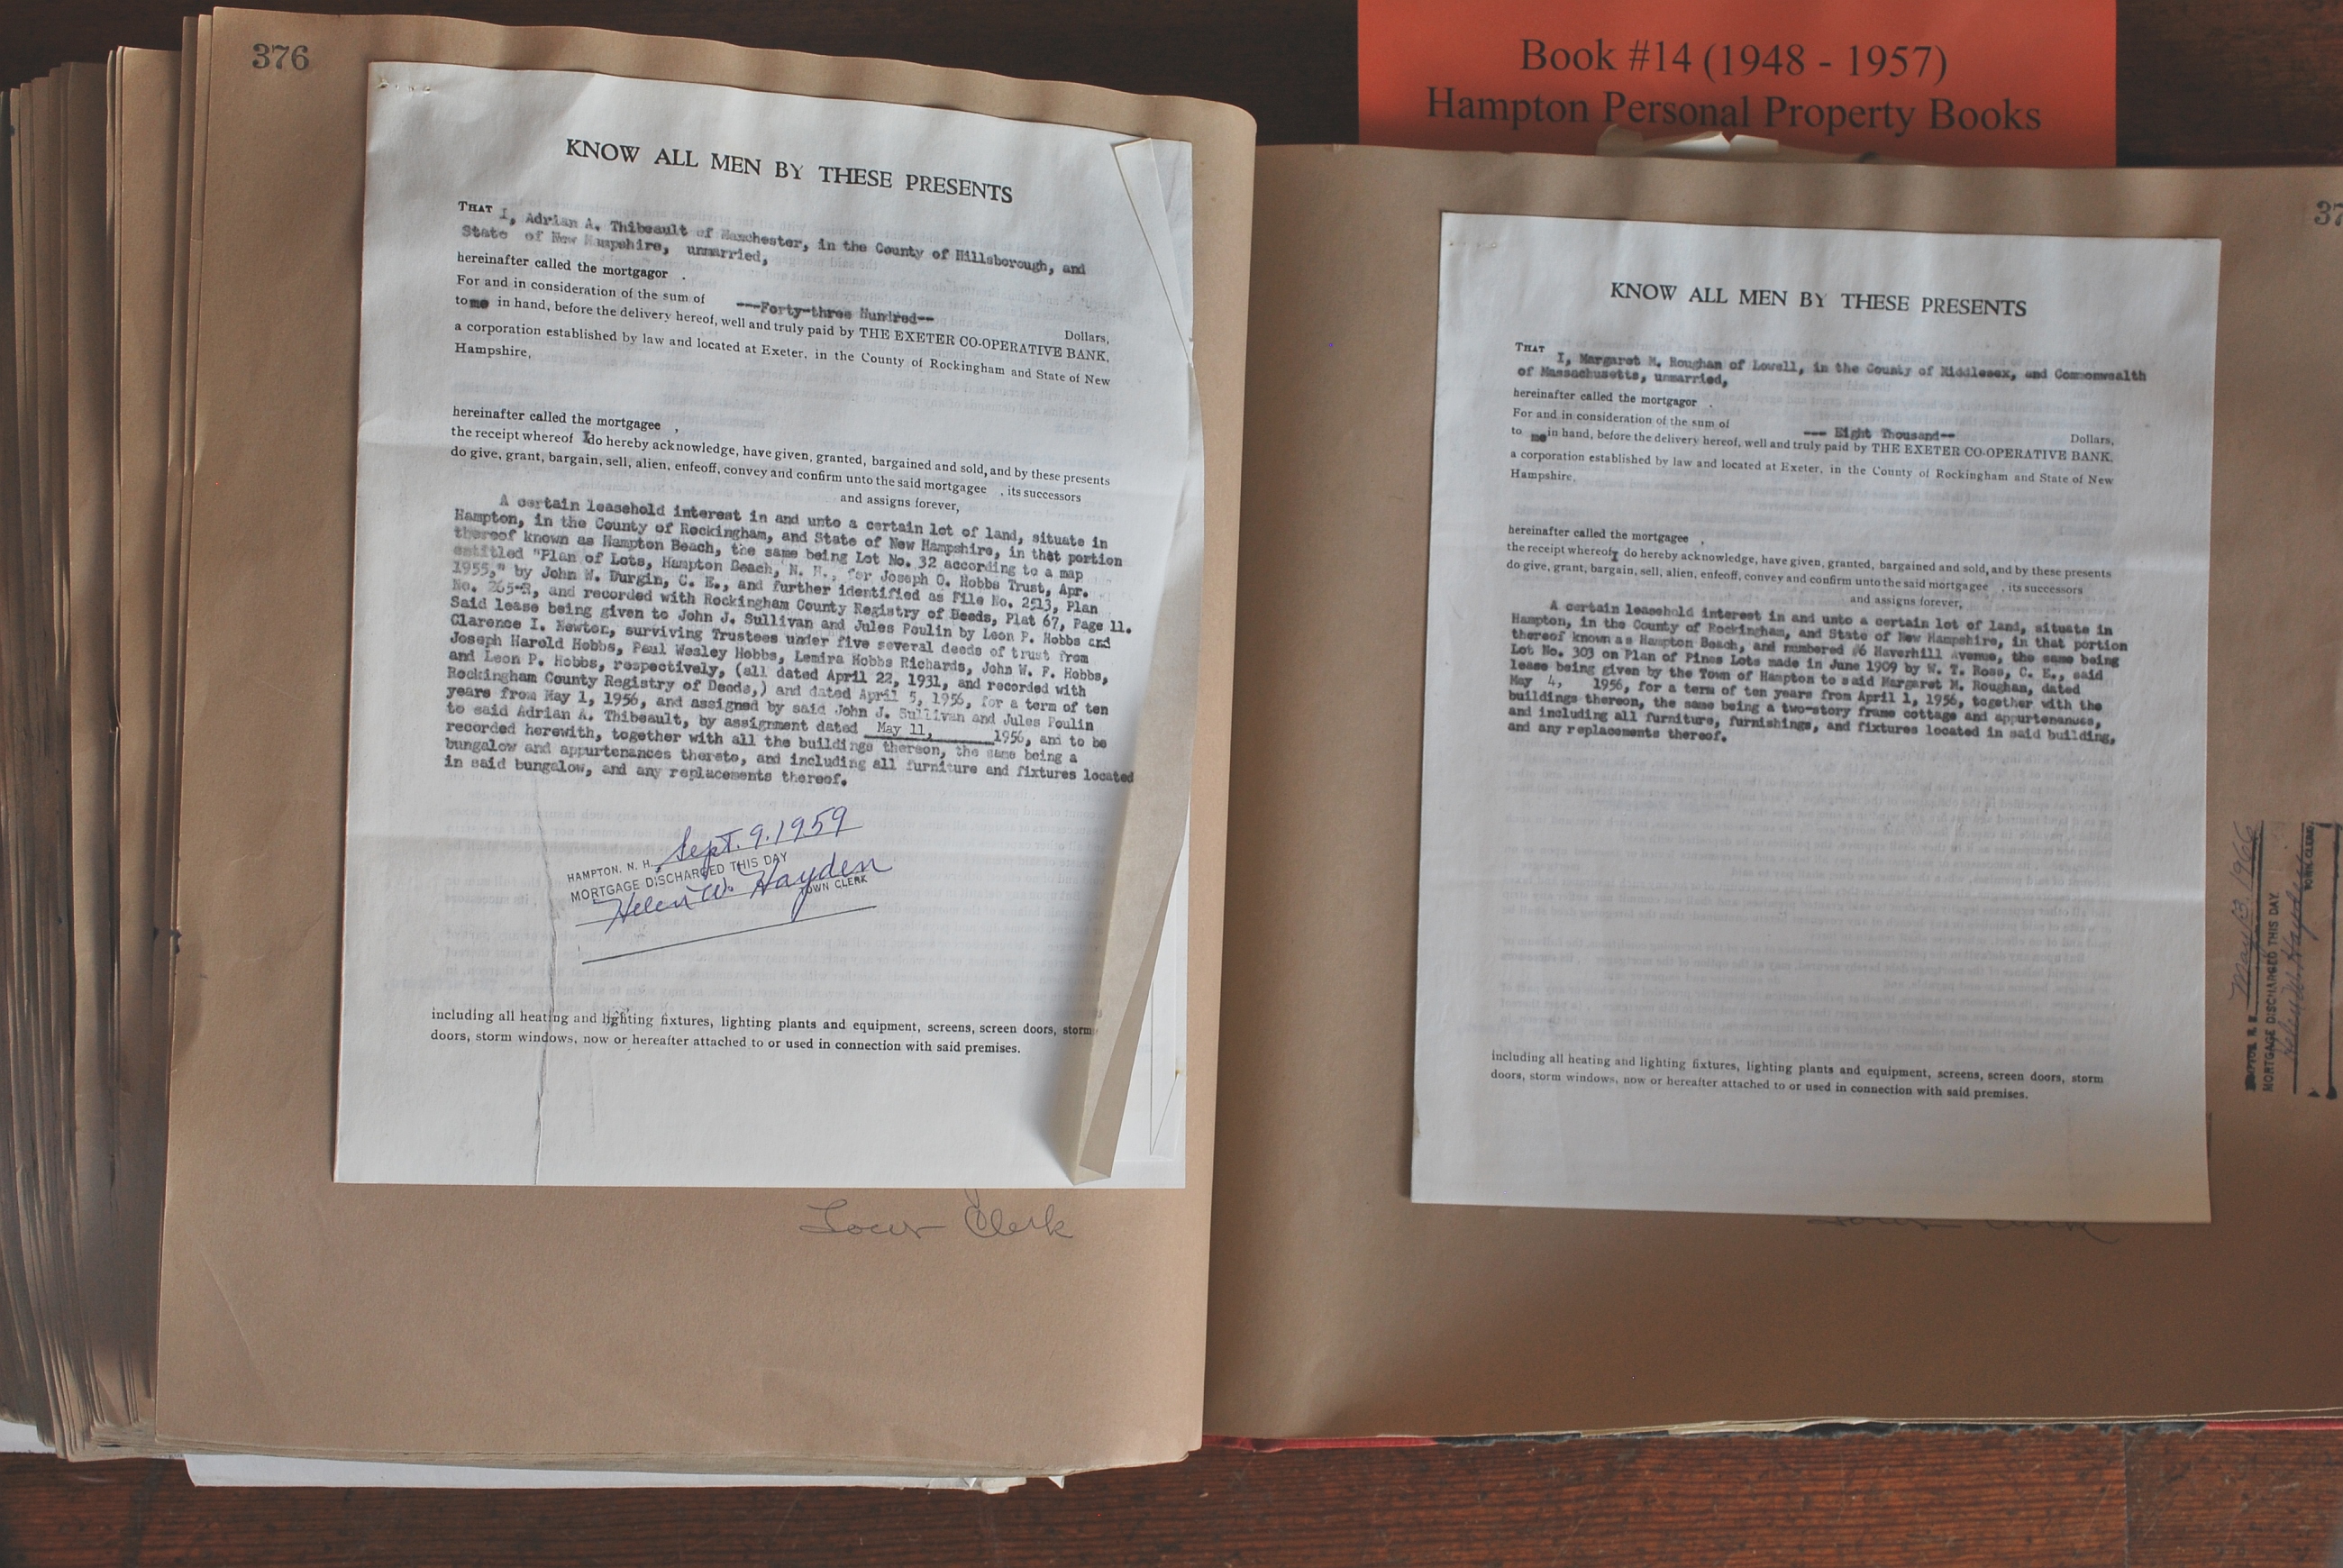 376
KNOW ALL MEN BY THESE PRESENTS
THAT I, Adrian A. Thibeault of Manchester, in the County of Hillsborough, and
State of New Hampshire, unmarried,
hereinafter called the mortgagor .
For and in consideration of the sum of ---Forty-three Hundred-- Dollars,
to me in hand, before the delivery hereof, well and truly paid by THE EXETER CO-OPERATIVE BANK,
a corporation established by law and located at Exeter, in the County of Rockingham and State of New
Hampshire,
hereinafter called the mortgagee ,
the receipt whereof I do hereby acknowledge, have given, granted, bargained and sold, and by these presents
do give, grant, bargain, sell, alien, enfeoff, convey and confirm unto the said mortgagee , its successors
and assigns forever,
A certain leasehold interest in and unto a certain lot of land, situate in
Hampton, in the County of Rockingham, and State of New Hampshire, in that portion
thereof known as Hampton Beach, the same being Lot No. 32 according to a map
entitled "Plan of Lots, Hampton Beach, N. H., for Joseph O. Hobbs Trust, Apr.
1955," by John W. Durgin, C. E., and further identified as File No. 2513, Plan
No. 265-R, and recorded with Rockingham County Registry of Deeds, Plat 67, Page 11.
Said lease being given to John J. Sullivan and Jules Poulin by Leon P. Hobbs and
Clarence I. Newton, surviving Trustees under five several deeds of trust from
Joseph Harold Hobbs, Paul Wesley Hobbs, Lemira Hobbs Richards, John W. F. Hobbs,
and Leon P. Hobbs, respectively, (all dated April 22, 1931, and recorded with
Rockingham County Registry of Deeds,) and dated April 5, 1956, for a term of ten
years from May 1, 1956, and assigned by said John J. Sullivan and Jules Poulin
to said Adrian A. Thibeault, by assignment dated May 11, 1956, and to be
recorded herewith, together with all the buildings thereon, the same being a
bungalow and appurtenances thereto, and including all furniture and fixtures located
in said bungalow, and any replacements thereof.
HAMPTON, N. H. Sept. 9. 1959
MORTGAGE DISCHARGED THIS DAY
Helen W. Hayden
TOWN CLERK
including all heating and lighting fixtures, lighting plants and equipment, screens, screen doors, storm
doors, storm windows, now or hereafter attached to or used in connection with said premises.
Town Clerk
Book #14 (1948 - 1957)
Hampton Personal Property Books
37
KNOW ALL MEN BY THESE PRESENTS
THAT I, Margaret M. Roughan of Lowell, in the County of Middlesex, and Commonwealth
of Massachusetts, unmarried,
hereinafter called the mortgagor .
For and in consideration of the sum of --- Eight Thousand-- Dollars,
to me in hand, before the delivery hereof, well and truly paid by THE EXETER CO-OPERATIVE BANK,
a corporation established by law and located at Exeter, in the County of Rockingham and State of New
Hampshire,
hereinafter called the mortgagee ,
the receipt whereof I do hereby acknowledge, have given, granted, bargained and sold, and by these presents
do give, grant, bargain, sell, alien, enfeoff, convey and confirm unto the said mortgagee , its successors
and assigns forever,
A certain leasehold interest in and unto a certain lot of land, situate in
Hampton, in the County of Rockingham, and State of New Hampshire, in that portion
thereof known as Hampton Beach, and numbered #6 Haverhill Avenue, the same being
Lot No. 303 on Plan of Pines Lots made in June 1909 by W. T. Ross, C. E., said
lease being given by the Town of Hampton to said Margaret M. Roughan, dated
May 4, 1956, for a term of ten years from April 1, 1956, together with the
buildings thereon, the same being a two-story frame cottage and appurtenances,
and including all furniture, furnishings, and fixtures located in said building,
and any replacements thereof.
including all heating and lighting fixtures, lighting plants and equipment, screens, screen doors, storm
doors, storm windows, now or hereafter attached to or used in connection with said premises.
Town Clerk
May 13, 1966
MORTGAGE DISCHARGED THIS DAY
Helen W. Hayden
TOWN CLERK